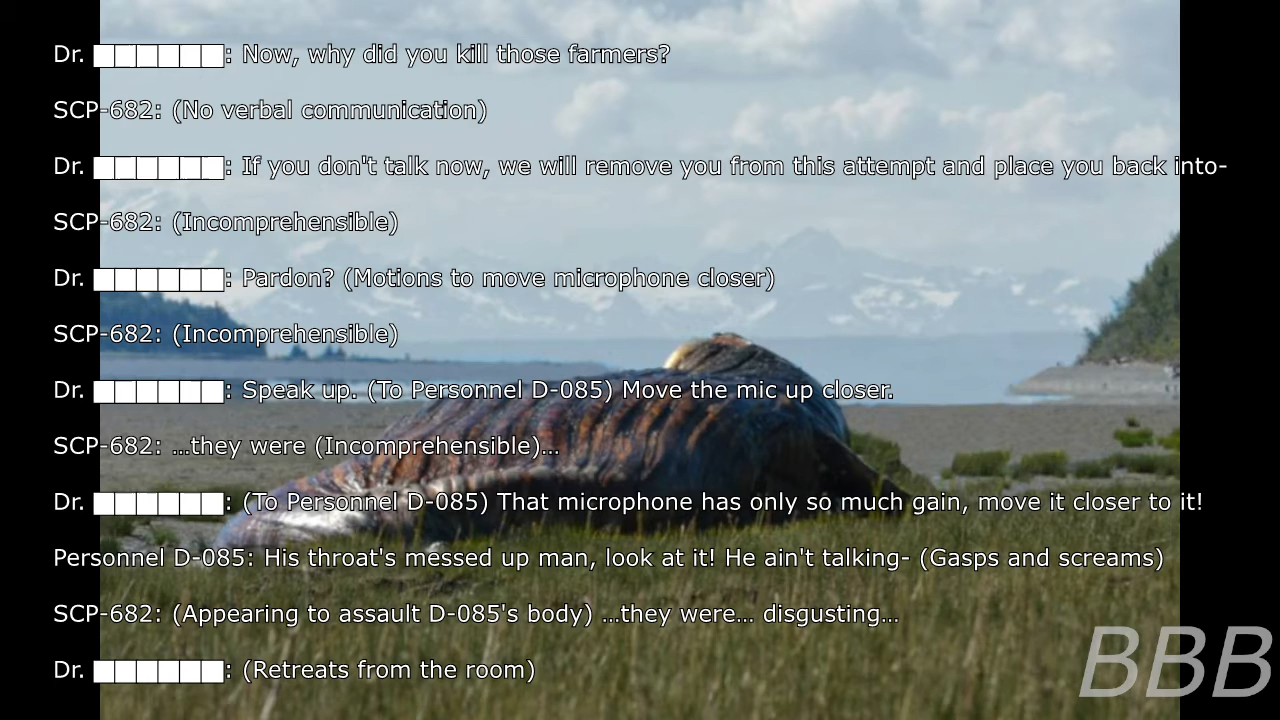 Dr. ██████: Now, why did you kill those farmers?
SCP-682: (No verbal communication)
Dr. ██████: If you don't talk now, we will remove you from this attempt and place you back into-
SCP-682: (Incomprehensible)
Dr. ██████: Pardon? (Motions to move microphone closer)
SCP-682: (Incomprehensible)
Dr. ██████: Speak up. (To Personnel D-085) Move the mic up closer.
SCP-682: …they were (Incomprehensible)…
Dr. ██████: (To Personnel D-085) That microphone has only so much gain, move it closer to it!
Personnel D-085: His throat's messed up man, look at it! He ain't talking- (Gasps and screams)
SCP-682: (Appearing to assault D-085's body) …they were… disgusting…
Dr. ██████: (Retreats from the room)
BBB